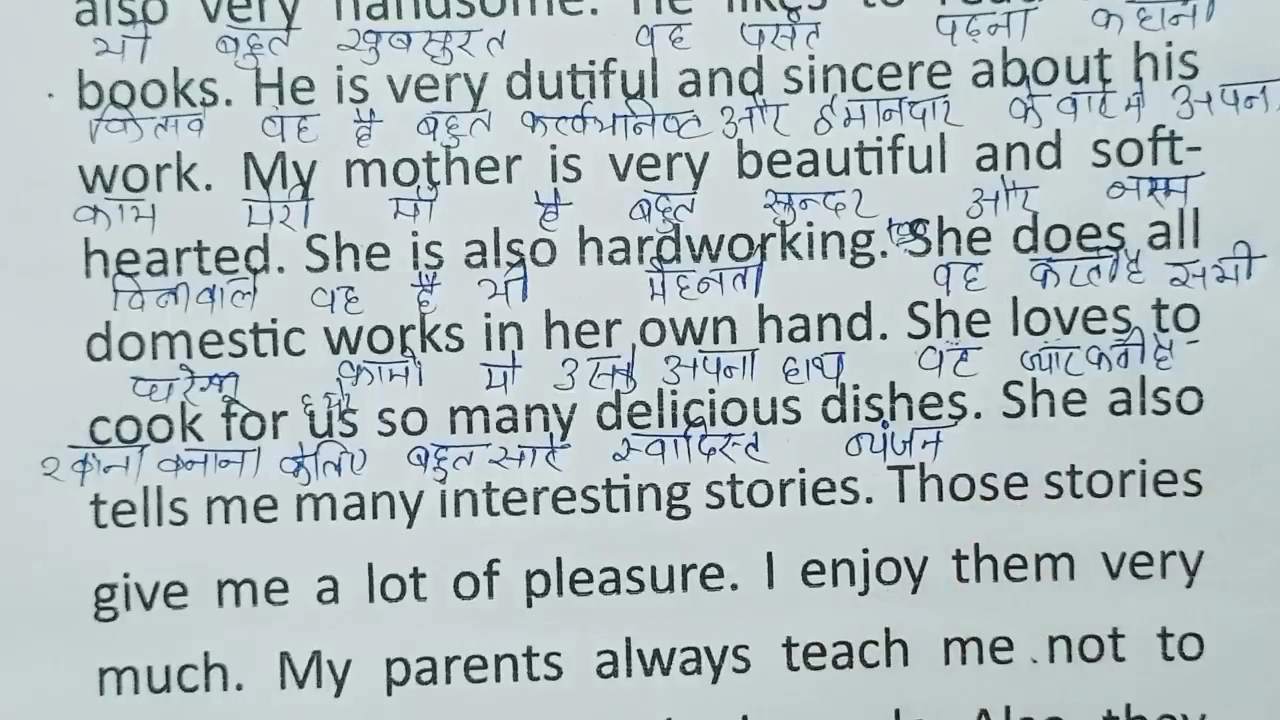 also very handsome. He likes to
भी बहुत खुबसुरत वह पसंत पढ़ना कहानी
books. He is very dutiful and sincere about his
किताब वह है बहुत और ईमानदार के बारे में अपने
work. My mother is very beautiful and soft-
काम मेरी माँ है बहुत सुन्दर और नरम
hearted. She is also hardworking. She does all
वह है भी मेहनती वह करती है सभी
domestic works in her own hand. She loves to
घरेलू कामों में उसके अपना हाथ वह प्यार करती है
cook for us so many delicious dishes. She also
खाना बनाना के लिए बहुत सारे स्वादिस्त व्यंजन
tells me many interesting stories. Those stories
give me a lot of pleasure. I enjoy them very
much. My parents always teach me not to
Also they